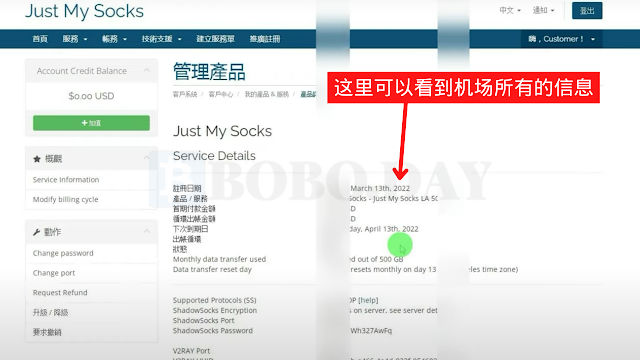 Just My Socks
中文 通知 登出
首頁 服務 帳務 技術支援 建立服務單 推廣註冊 嗨，Customer！
Account Credit Balance
$0.00 USD
加值
概觀
Service Information
Modify billing cycle
動作
Change password
Change port
Request Refund
升級 / 降級
要求撤銷
管理產品
这里可以看到机场所有的信息
客戶系統 / 客戶中心 / 我的產品 & 服務 / 產品
Just My Socks
Service Details
BOBO DAY
註冊日期 March 13th, 2022
產品 / 服務 Socks - Just My Socks LA 50
首期付款金額 D
循環出帳金額 D
下次到期日 day, April 13th, 2022
出帳循環
狀態
Monthly data transfer used ed out of 500 GB
Data transfer reset day resets monthly on day 13 eles time zone)
Supported Protocols (SS) DP [help]
ShadowSocks Encryption s on server, see server det
ShadowSocks Port
ShadowSocks Password Wh327AwFq
V2RAY Port